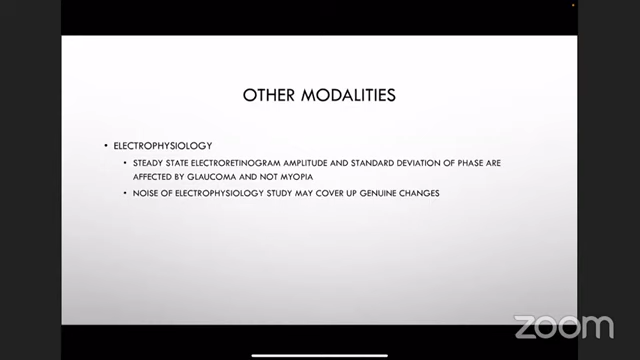 OTHER MODALITIES
• ELECTROPHYSIOLOGY
• STEADY STATE ELECTRORETINOGRAM AMPLITUDE AND STANDARD DEVIATION OF PHASE ARE
AFFECTED BY GLAUCOMA AND NOT MYOPIA
• NOISE OF ELECTROPHYSIOLOGY STUDY MAY COVER UP GENUINE CHANGES
zoom